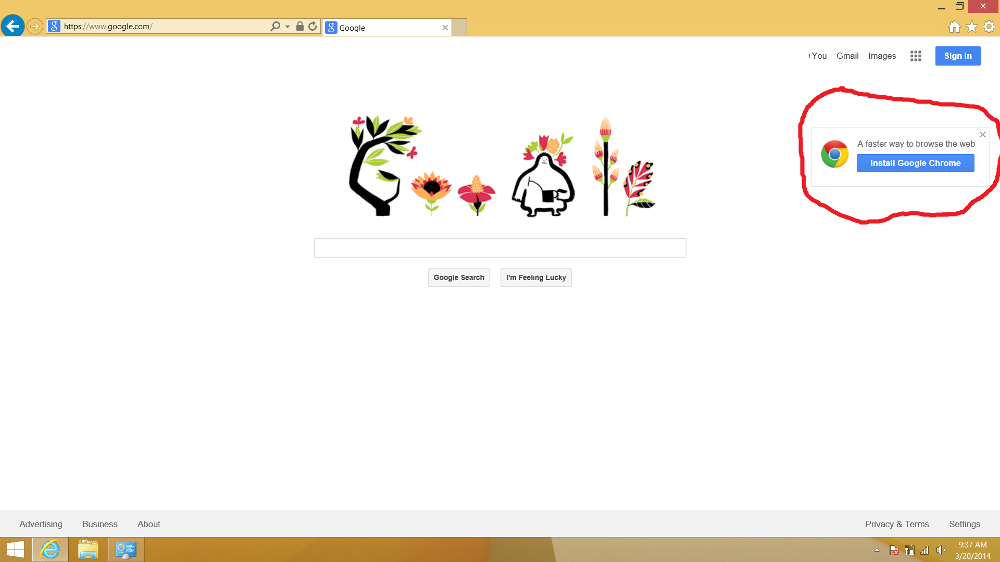 https://www.google.com/
Google
+You Gmail Images Sign in
A faster way to browse the web
Install Google Chrome
Google Search I'm Feeling Lucky
Advertising Business About Privacy & Terms Settings
9:37 AM
3/20/2014